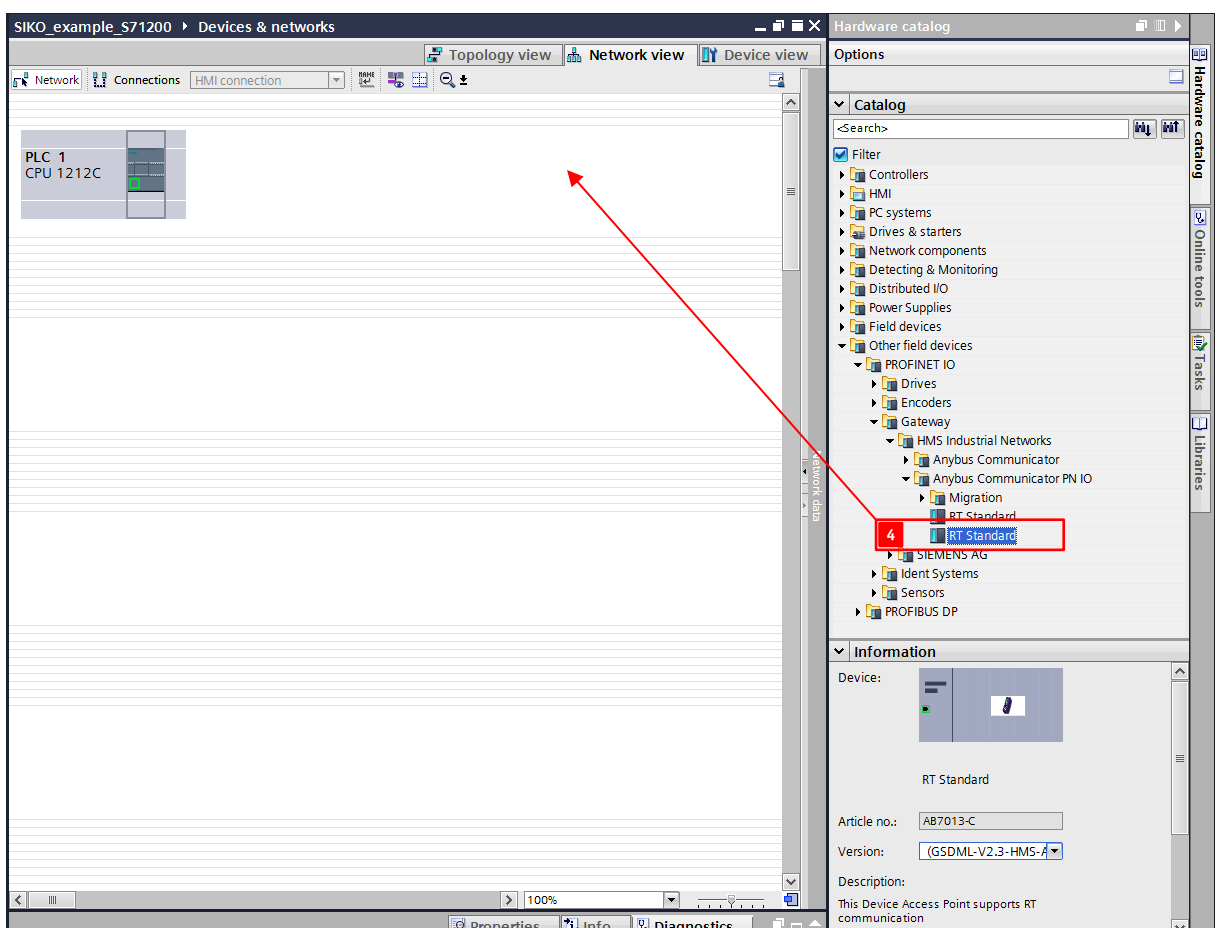 SIKO_example_S71200 ‣ Devices & networks
Topology view
Network view
Device view
Network
Connections
HMI connection
NAME
PLC 1
CPU 1212C
Network data
100%
Properties
Info
Diagnostics
Hardware catalog
Options
Catalog
<Search>
Filter
Controllers
HMI
PC systems
Drives & starters
Network components
Detecting & Monitoring
Distributed I/O
Power Supplies
Field devices
Other field devices
PROFINET IO
Drives
Encoders
Gateway
HMS Industrial Networks
Anybus Communicator
Anybus Communicator PN IO
Migration
RT Standard
4 RT Standard
SIEMENS AG
Ident Systems
Sensors
PROFIBUS DP
Information
Device:
RT Standard
Article no.: AB7013-C
Version: (GSDML-V2.3-HMS-A
Description:
This Device Access Point supports RT
communication
Hardware catalog
Online tools
Tasks
Libraries